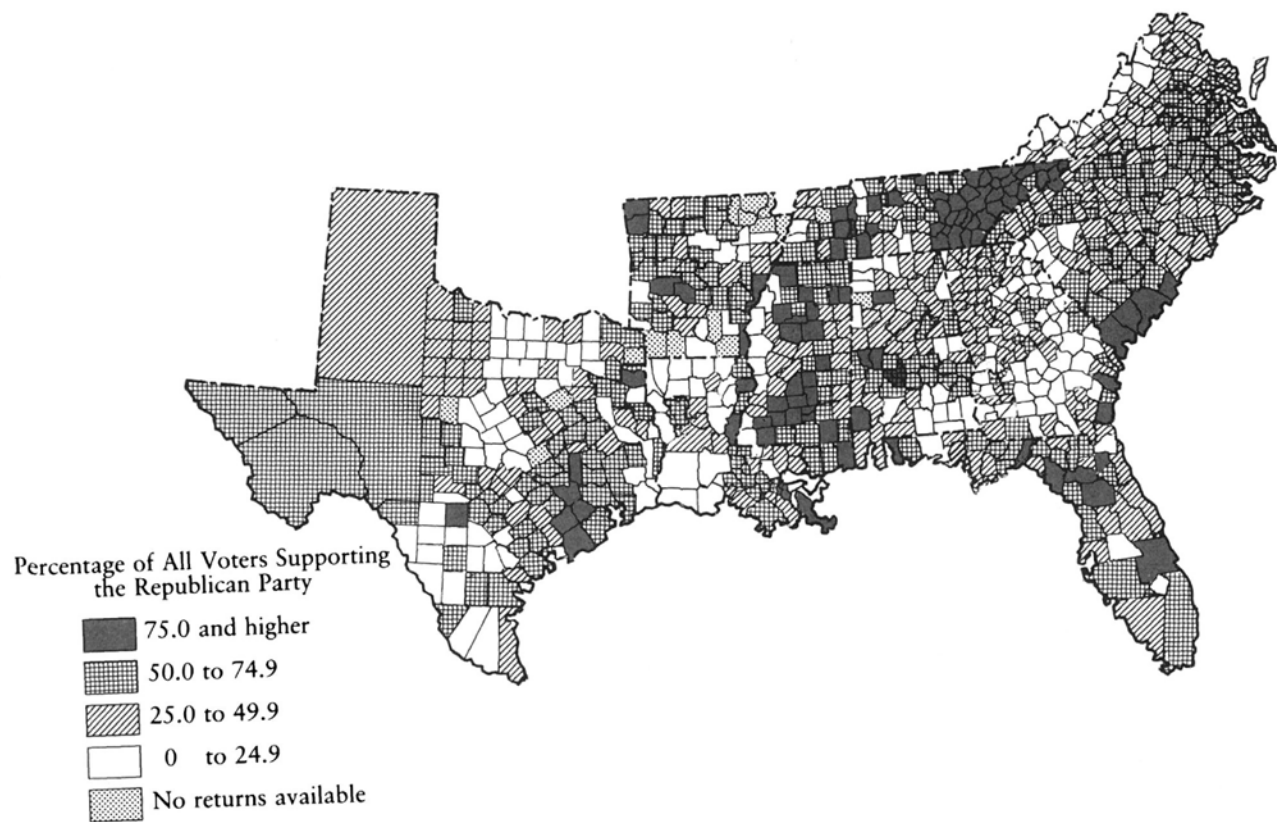 Percentage of All Voters Supporting
the Republican Party
75.0 and higher
50.0 to 74.9
25.0 to 49.9
0 to 24.9
No returns available